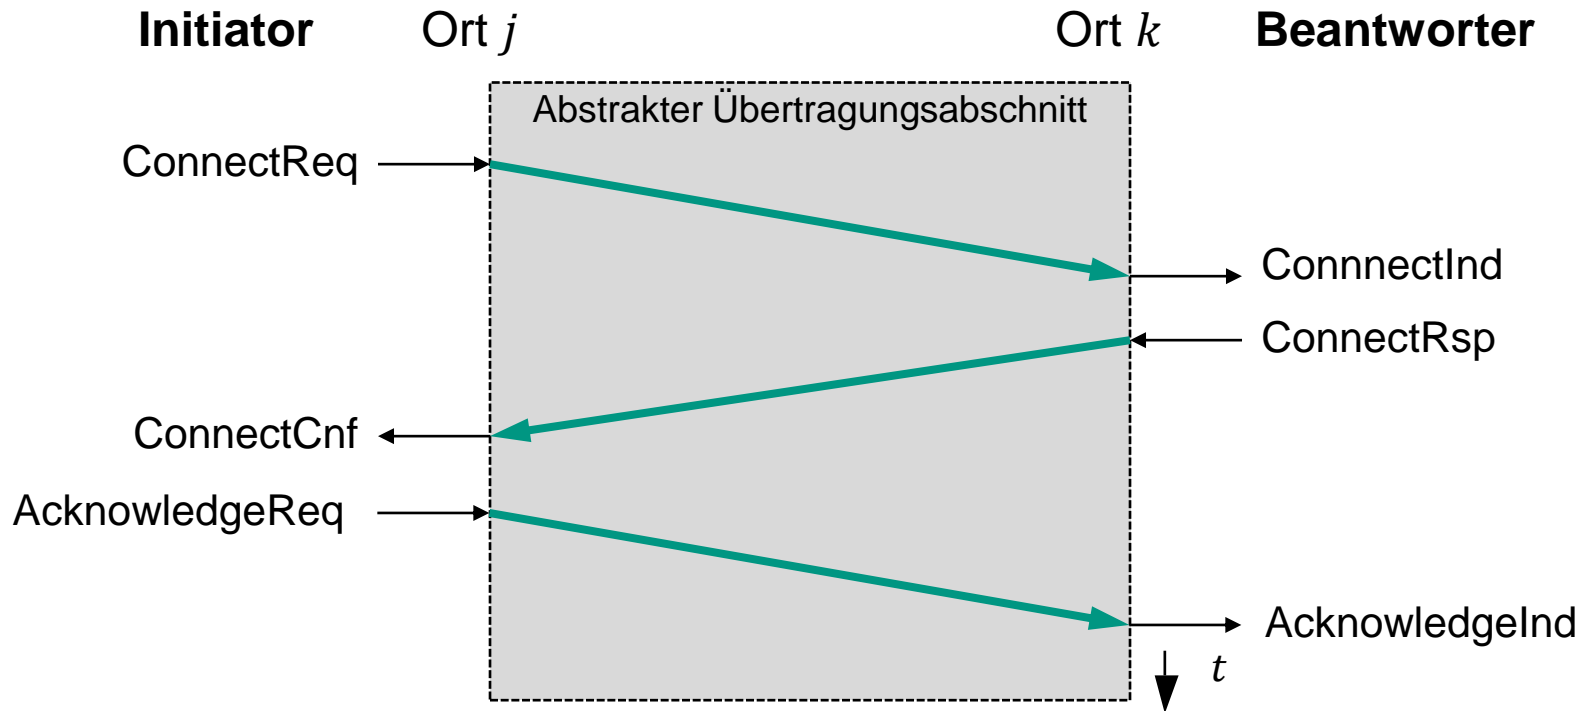 Initiator Ort j Ort k Beantworter
Abstrakter Übertragungsabschnitt
ConnectReq
ConnnectInd
ConnectRsp
ConnectCnf
AcknowledgeReq
AcknowledgeInd
t